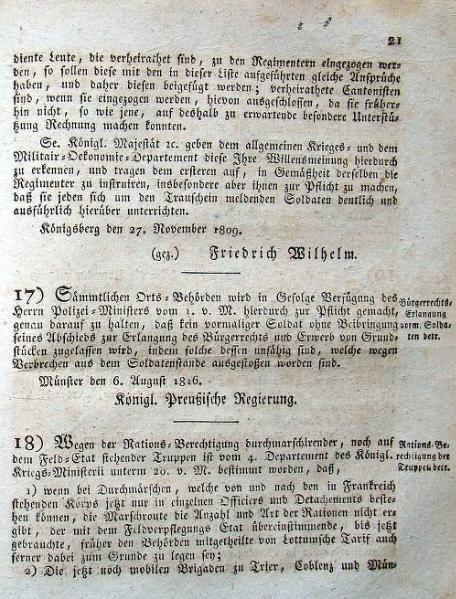 21
diente Leute, die verheirathet sind, zu den Regimentern eingezogen wer-
den, so sollen diese mit den in dieser Liste aufgeführten gleiche Ansprüche
haben, und daher diesen beigefügt werden; verheirathete Cantonisten
sind, wenn sie eingezogen werden, hievon ausgeschlossen, da sie früher-
hin nicht, so wie jene, auf deshalb zu erwartende besondere Unterstü-
tzung Rechnung machen konnten.
Se. Königl. Majestät ꝛc. geben dem allgemeinen Krieges- und dem
Militair-Oekonomie-Departement diese Ihre Willensmeinung hierdurch
zu erkennen, und tragen dem ersteren auf, in Gemäßheit derselben die
Regimenter zu instruiren, insbesondere aber ihnen zur Pflicht zu machen,
daß sie jeden sich um den Trauschein meldenden Soldaten deutlich und
ausführlich hierüber unterrichten.
Königsberg den 27. November 1809.
(gez.) Friedrich Wilhelm.
17) Sämmtlichen Orts-Behörden wird in Gefolge Verfügung des
Herrn Polizei-Ministers vom 1. v. M. hierdurch zur Pflicht gemacht,
genau darauf zu halten, daß kein vormaliger Soldat ohne Beibringung
seines Abschieds zur Erlangung des Bürgerrechts und Erwerb von Grund-
stücken zugelassen wird, indem solche dessen unfähig sind, welche wegen
Verbrechen aus dem Soldatenstande ausgestoßen worden sind.
Bürgerrechts-
Erlangung
vorm. Solda-
ten betr.
Münster den 6. August 1816.
Königl. Preußische Regierung.
18) Wegen der Rations-Berechtigung durchmarschirender, noch auf
dem Feld-Etat stehender Truppen ist vom 4. Departement des Königl.
Kriegs-Ministerii unterm 20. v. M. bestimmt worden, daß,
Rations-Be-
rechtigung der
Truppen betr.
1) wenn bei Durchmärschen, welche von und nach den in Frankreich
stehenden Korps jetzt nur in einzelnen Officiers und Detachements beste-
hen können, die Marschroute die Anzahl und Art der Rationen nicht er-
gibt, der mit dem Feldverpflegungs Etat übereinstimmende, bis jetzt
gebrauchte, früher den Behörden mitgetheilte von Lottumsche Tarif auch
ferner dabei zum Grunde zu legen sey;
2) Die jetzt noch mobilen Brigaden zu Trier, Coblenz und Mün-